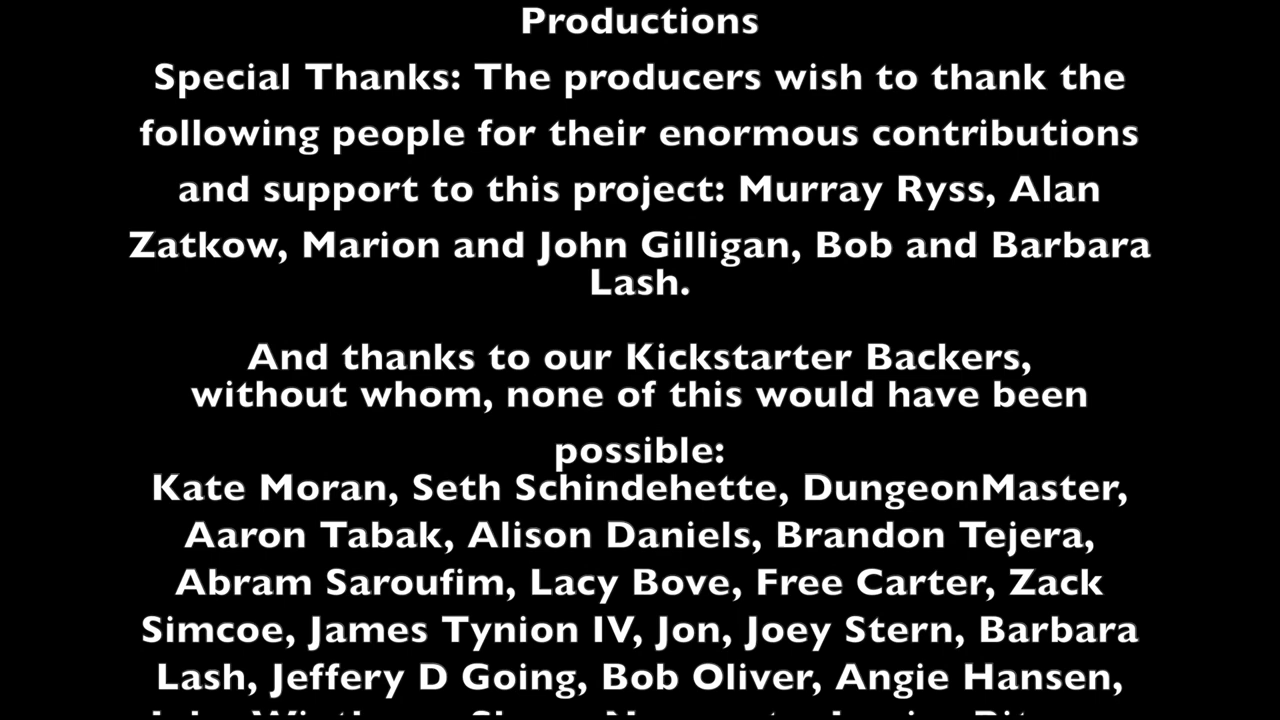 Productions
Special Thanks: The producers wish to thank the
following people for their enormous contributions
and support to this project: Murray Ryss, Alan
Zatkow, Marion and John Gilligan, Bob and Barbara
Lash.
And thanks to our Kickstarter Backers,
without whom, none of this would have been
possible:
Kate Moran, Seth Schindehette, DungeonMaster,
Aaron Tabak, Alison Daniels, Brandon Tejera,
Abram Saroufim, Lacy Bove, Free Carter, Zack
Simcoe, James Tynion IV, Jon, Joey Stern, Barbara
Lash, Jeffery D Going, Bob Oliver, Angie Hansen,